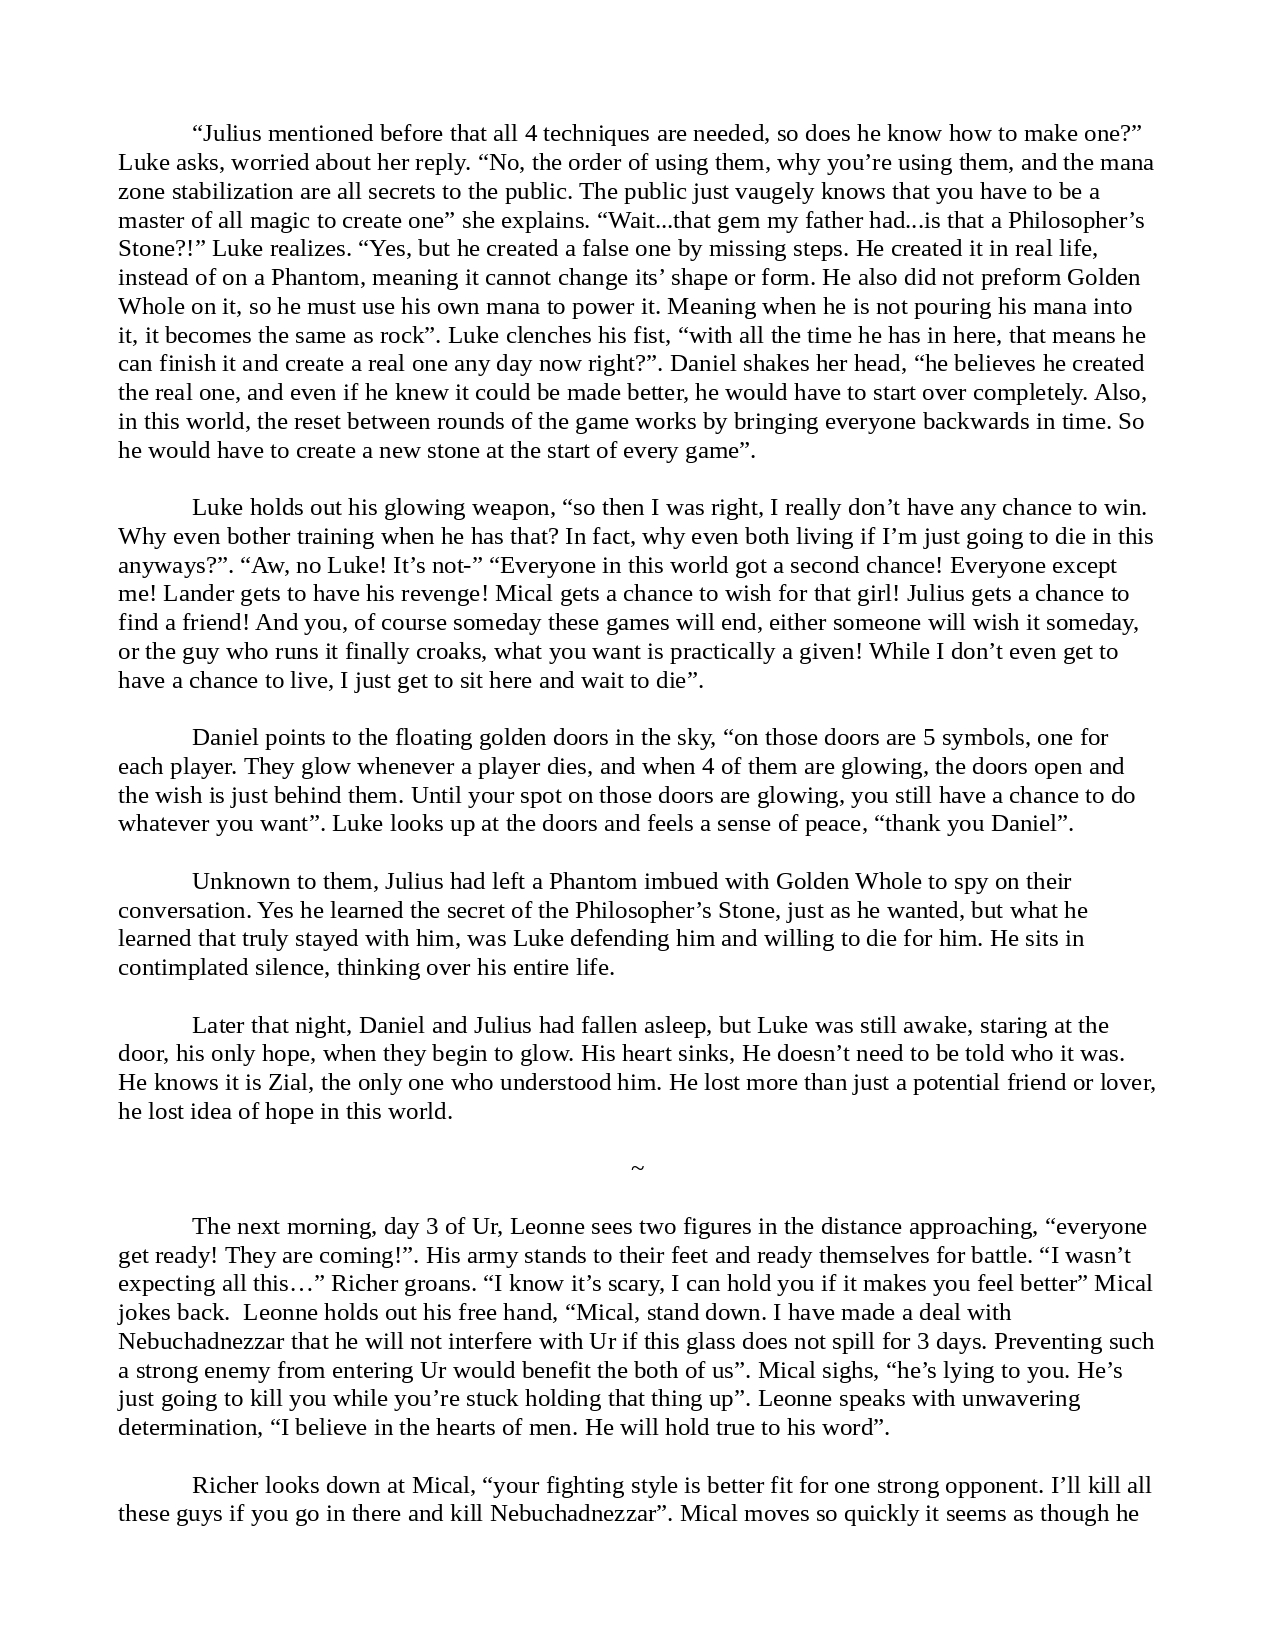 “Julius mentioned before that all 4 techniques are needed, so does he know how to make one?”
Luke asks, worried about her reply. “No, the order of using them, why you’re using them, and the mana
zone stabilization are all secrets to the public. The public just vaugely knows that you have to be a
master of all magic to create one” she explains. “Wait...that gem my father had...is that a Philosopher’s
Stone?!” Luke realizes. “Yes, but he created a false one by missing steps. He created it in real life,
instead of on a Phantom, meaning it cannot change its’ shape or form. He also did not preform Golden
Whole on it, so he must use his own mana to power it. Meaning when he is not pouring his mana into
it, it becomes the same as rock”. Luke clenches his fist, “with all the time he has in here, that means he
can finish it and create a real one any day now right?”. Daniel shakes her head, “he believes he created
the real one, and even if he knew it could be made better, he would have to start over completely. Also,
in this world, the reset between rounds of the game works by bringing everyone backwards in time. So
he would have to create a new stone at the start of every game”.
Luke holds out his glowing weapon, “so then I was right, I really don’t have any chance to win.
Why even bother training when he has that? In fact, why even both living if I’m just going to die in this
anyways?”. “Aw, no Luke! It’s not-” “Everyone in this world got a second chance! Everyone except
me! Lander gets to have his revenge! Mical gets a chance to wish for that girl! Julius gets a chance to
find a friend! And you, of course someday these games will end, either someone will wish it someday,
or the guy who runs it finally croaks, what you want is practically a given! While I don’t even get to
have a chance to live, I just get to sit here and wait to die”.
Daniel points to the floating golden doors in the sky, “on those doors are 5 symbols, one for
each player. They glow whenever a player dies, and when 4 of them are glowing, the doors open and
the wish is just behind them. Until your spot on those doors are glowing, you still have a chance to do
whatever you want”. Luke looks up at the doors and feels a sense of peace, “thank you Daniel”.
Unknown to them, Julius had left a Phantom imbued with Golden Whole to spy on their
conversation. Yes he learned the secret of the Philosopher’s Stone, just as he wanted, but what he
learned that truly stayed with him, was Luke defending him and willing to die for him. He sits in
contimplated silence, thinking over his entire life.
Later that night, Daniel and Julius had fallen asleep, but Luke was still awake, staring at the
door, his only hope, when they begin to glow. His heart sinks, He doesn’t need to be told who it was.
He knows it is Zial, the only one who understood him. He lost more than just a potential friend or lover,
he lost idea of hope in this world.
~
The next morning, day 3 of Ur, Leonne sees two figures in the distance approaching, “everyone
get ready! They are coming!”. His army stands to their feet and ready themselves for battle. “I wasn’t
expecting all this…” Richer groans. “I know it’s scary, I can hold you if it makes you feel better” Mical
jokes back.  Leonne holds out his free hand, “Mical, stand down. I have made a deal with
Nebuchadnezzar that he will not interfere with Ur if this glass does not spill for 3 days. Preventing such
a strong enemy from entering Ur would benefit the both of us”. Mical sighs, “he’s lying to you. He’s
just going to kill you while you’re stuck holding that thing up”. Leonne speaks with unwavering
determination, “I believe in the hearts of men. He will hold true to his word”.
Richer looks down at Mical, “your fighting style is better fit for one strong opponent. I’ll kill all
these guys if you go in there and kill Nebuchadnezzar”. Mical moves so quickly it seems as though he